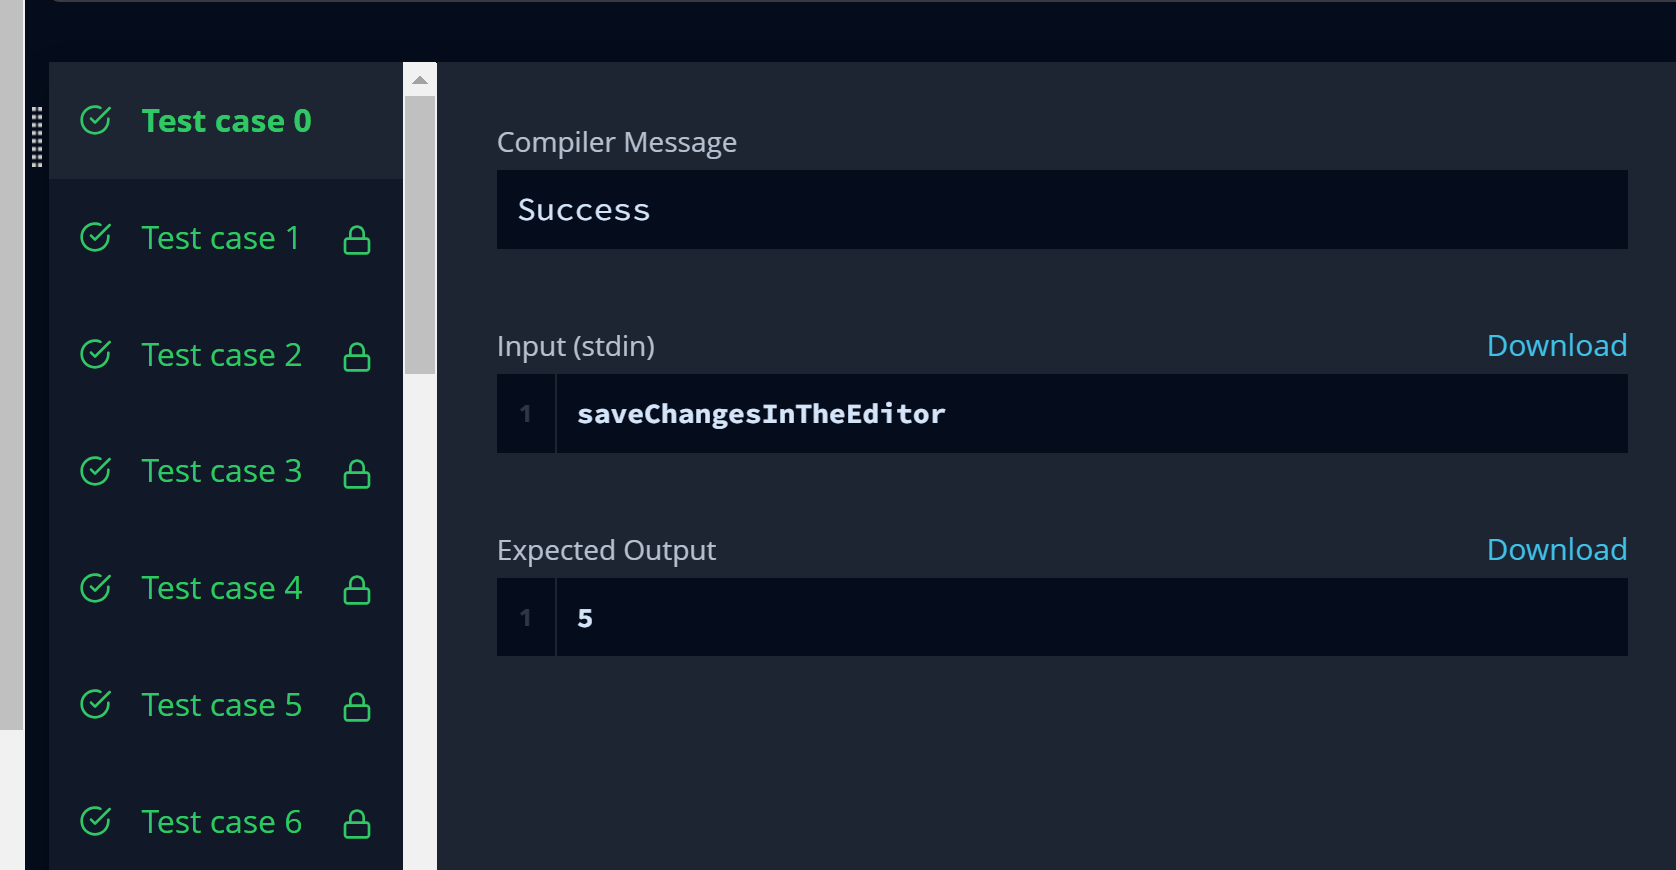 Test case 0
Test case 1
Test case 2
Test case 3
Test case 4
Test case 5
Test case 6
Compiler Message
Success
Input (stdin)
Download
1 saveChangesInTheEditor
Expected Output
Download
1 5